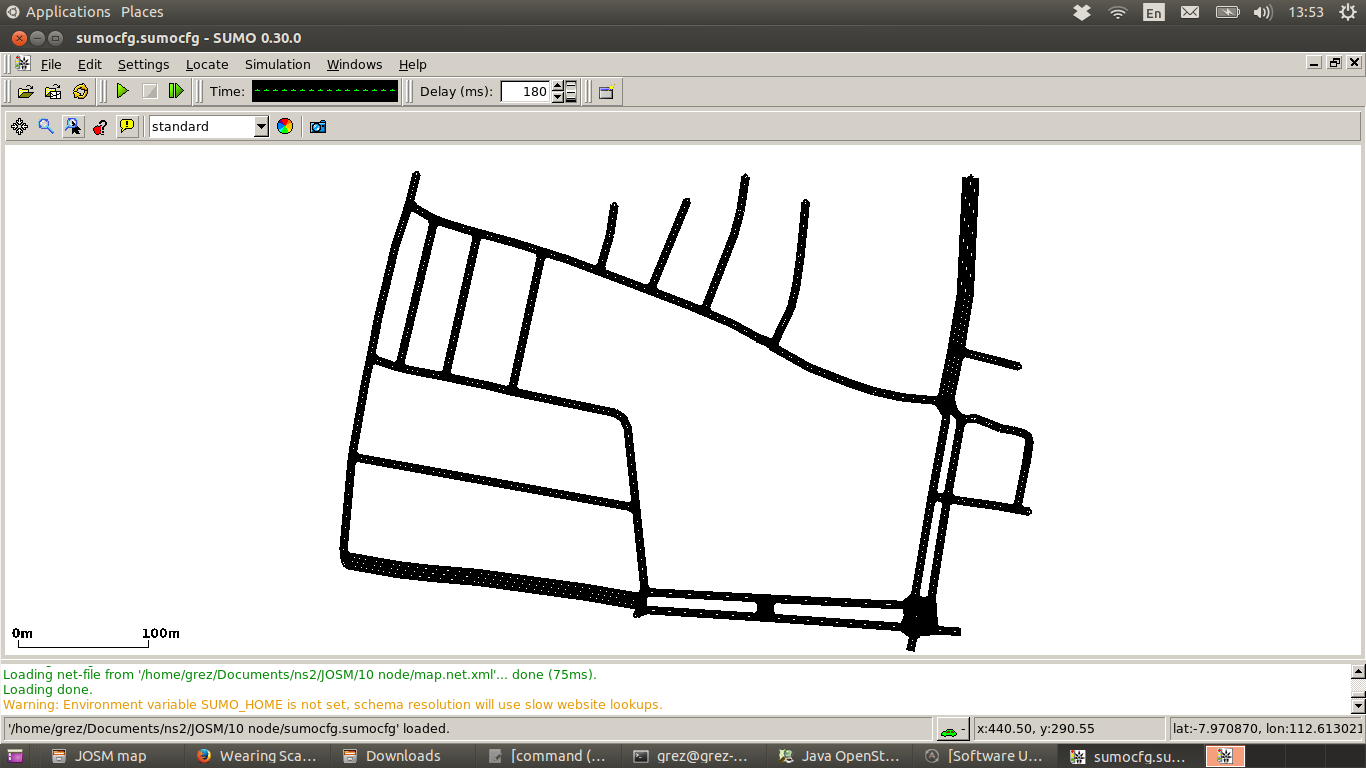 Applications Places En 13:53
sumocfg.sumocfg - SUMO 0.30.0
File Edit Settings Locate Simulation Windows Help
Time: Delay (ms): 180
standard
0m 100m
Loading net-file from '/home/grez/Documents/ns2/JOSM/10 node/map.net.xml'... done (75ms).
Loading done.
Warning: Environment variable SUMO_HOME is not set, schema resolution will use slow website lookups.
'/home/grez/Documents/ns2/JOSM/10 node/sumocfg.sumocfg' loaded. x:440.50, y:290.55 lat:-7.970870, lon:112.613021
JOSM map Wearing Sca... Downloads [command (... grez@grez-... Java OpenSt... [Software U... sumocfg.su...